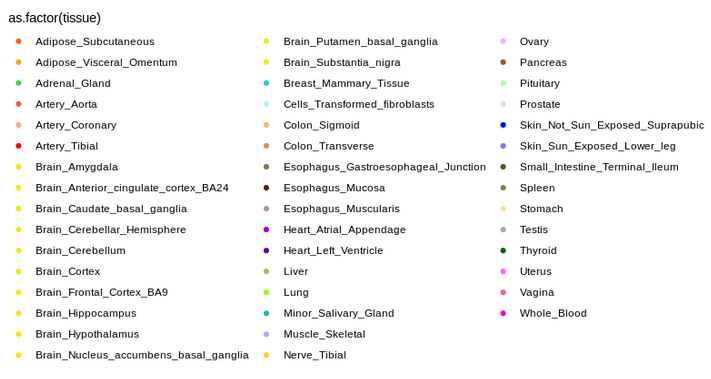 as.factor(tissue)
Adipose_Subcutaneous
Adipose_Visceral_Omentum
Adrenal_Gland
Artery_Aorta
Artery_Coronary
Artery_Tibial
Brain_Amygdala
Brain_Anterior_cingulate_cortex_BA24
Brain_Caudate_basal_ganglia
Brain_Cerebellar_Hemisphere
Brain_Cerebellum
Brain_Cortex
Brain_Frontal_Cortex_BA9
Brain_Hippocampus
Brain_Hypothalamus
Brain_Nucleus_accumbens_basal_ganglia
Brain_Putamen_basal_ganglia
Brain_Substantia_nigra
Breast_Mammary_Tissue
Cells_Transformed_fibroblasts
Colon_Sigmoid
Colon_Transverse
Esophagus_Gastroesophageal_Junction
Esophagus_Mucosa
Esophagus_Muscularis
Heart_Atrial_Appendage
Heart_Left_Ventricle
Liver
Lung
Minor_Salivary_Gland
Muscle_Skeletal
Nerve_Tibial
Ovary
Pancreas
Pituitary
Prostate
Skin_Not_Sun_Exposed_Suprapubic
Skin_Sun_Exposed_Lower_leg
Small_Intestine_Terminal_Ileum
Spleen
Stomach
Testis
Thyroid
Uterus
Vagina
Whole_Blood